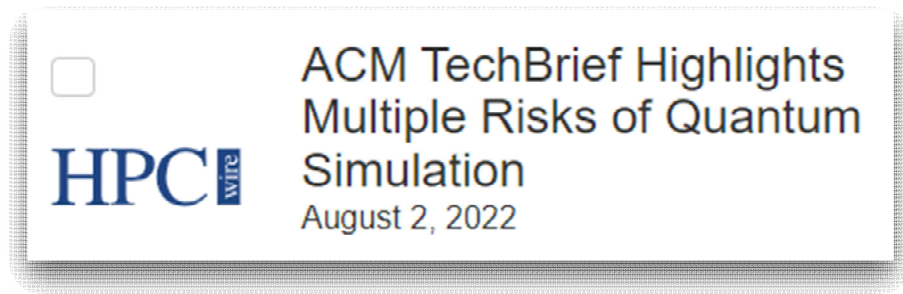 ACM TechBrief Highlights
Multiple Risks of Quantum
Simulation
August 2, 2022
HPC wire